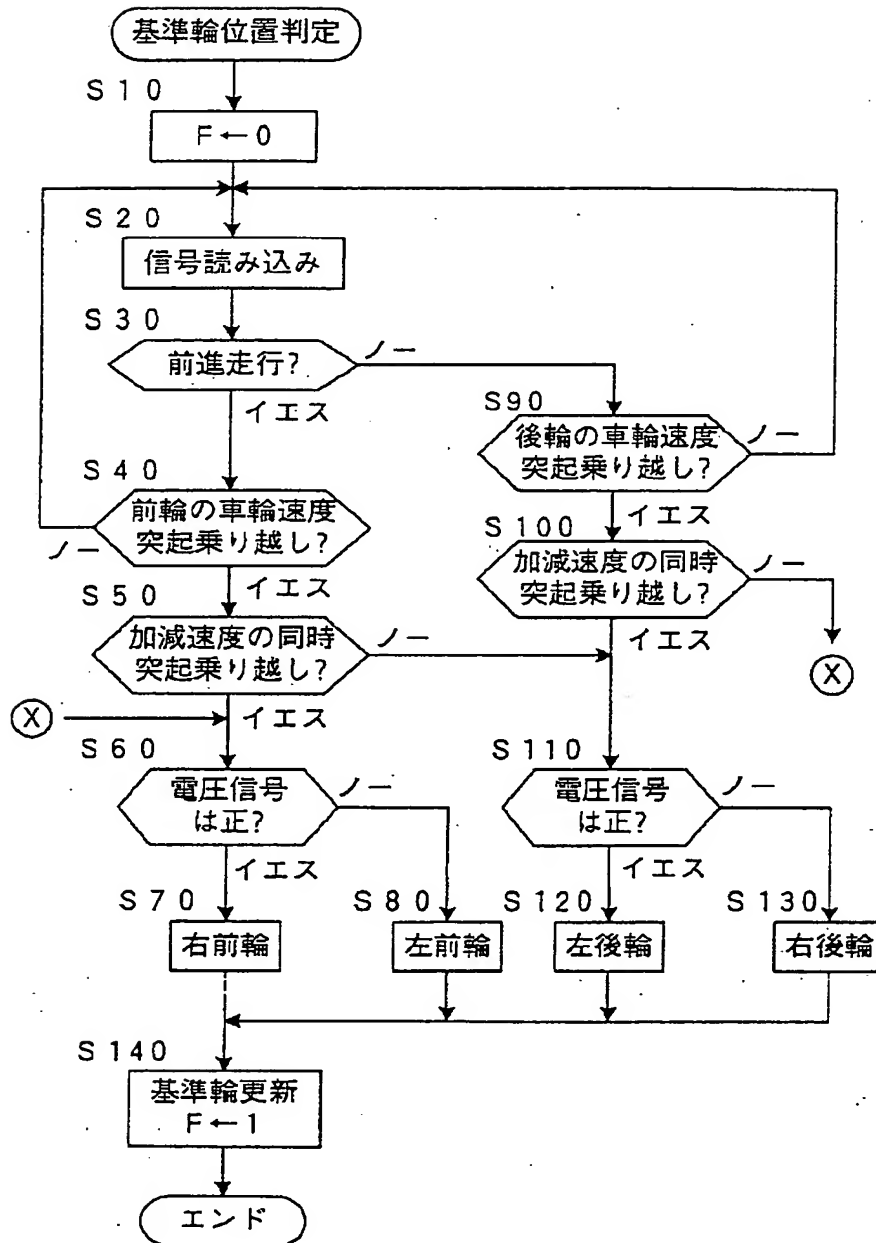 基準輪位置判定
S10
F←0
S20
信号読み込み
S30
前進走行?
ノー
イエス
S90
後輪の車輪速度
突起乗り越し?
ノー
イエス
S40
前輪の車輪速度
突起乗り越し?
ノー
イエス
S100
加減速度の同時
突起乗り越し?
ノー
イエス
X
S50
加減速度の同時
突起乗り越し?
ノー
イエス
X
S60
電圧信号
は正?
ノー
イエス
S110
電圧信号
は正?
ノー
イエス
S70
右前輪
S80
左前輪
S120
左後輪
S130
右後輪
S140
基準輪更新
F←1
エンド